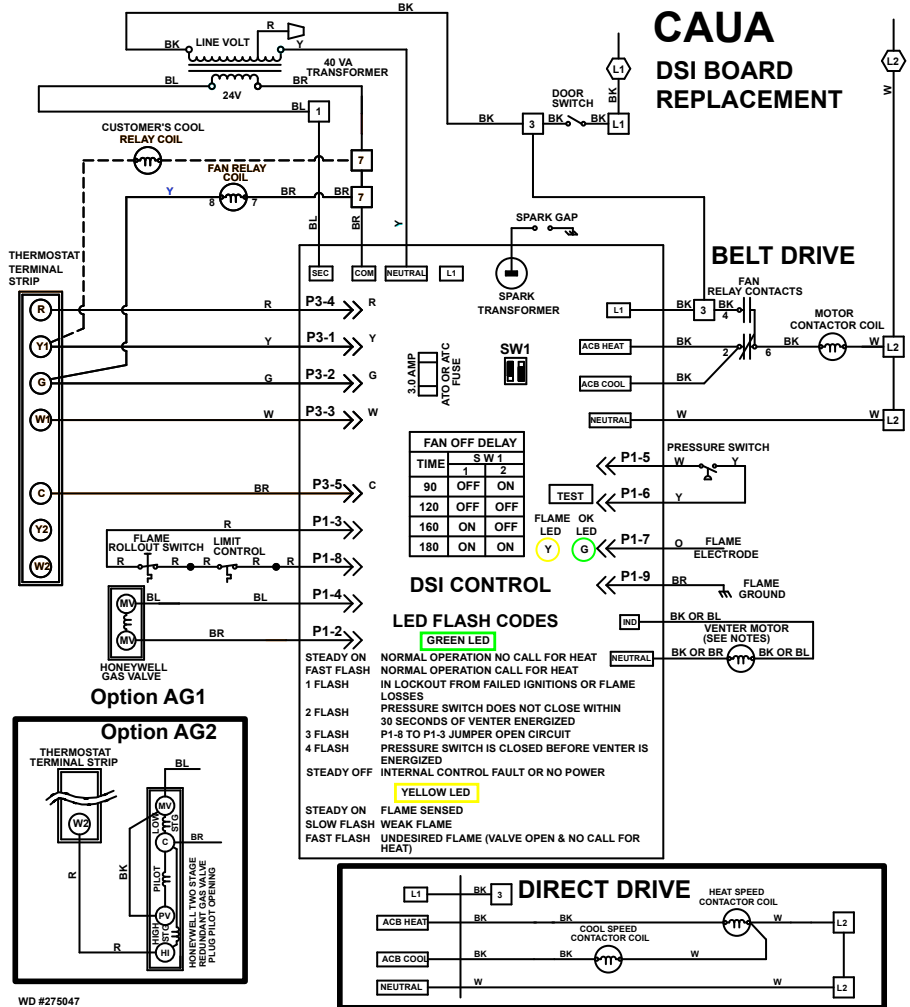 BK
CAUA
DSI BOARD
REPLACEMENT
R
BK
LINE VOLT
Y
40 VA
TRANSFORMER
BL
BR
24V
BL
1
L1
BK
L2
W
DOOR
SWITCH
BK
3
BK
BK
L1
CUSTOMER'S COOL
RELAY COIL
7
FAN RELAY
COIL
Y
8
7
BR
BR
7
BL
BR
Y
SPARK GAP
THERMOSTAT
TERMINAL
STRIP
SEC
COM
NEUTRAL
L1
SPARK
TRANSFORMER
BELT DRIVE
FAN
RELAY CONTACTS
MOTOR
CONTACTOR COIL
R
R
P3-4
R
L1
BK
3
BK
4
Y1
Y
P3-1
Y
3.0 AMP
ATO OR ATC
FUSE
SW1
ACB HEAT
BK
2
6
BK
W
L2
G
G
P3-2
G
ACB COOL
BK
W1
W
P3-3
W
NEUTRAL
W
W
L2
FAN OFF DELAY
TIME
S W 1
1
2
90 OFF ON
120 OFF OFF
160 ON OFF
180 ON ON
P1-5
PRESSURE SWITCH
W
Y
TEST
P1-6
Y
C
BR
P3-5
C
FLAME
LED
OK
LED
Y
G
P1-7
O
FLAME
ELECTRODE
Y2
R
P1-3
FLAME
ROLLOUT SWITCH
LIMIT
CONTROL
W2
R
R
R
R
R
P1-8
DSI CONTROL
P1-9
BR
FLAME
GROUND
MV
BL
BL
P1-4
LED FLASH CODES
IND
BK OR BL
VENTER MOTOR
(SEE NOTES)
MV
BR
P1-2
GREEN LED
NEUTRAL
BK OR BR
BK OR BL
HONEYWELL
GAS VALVE
Option AG1
STEADY ON NORMAL OPERATION NO CALL FOR HEAT
FAST FLASH NORMAL OPERATION CALL FOR HEAT
1 FLASH IN LOCKOUT FROM FAILED IGNITIONS OR FLAME
LOSSES
2 FLASH PRESSURE SWITCH DOES NOT CLOSE WITHIN
30 SECONDS OF VENTER ENERGIZED
3 FLASH P1-8 TO P1-3 JUMPER OPEN CIRCUIT
4 FLASH PRESSURE SWITCH IS CLOSED BEFORE VENTER IS
ENERGIZED
STEADY OFF INTERNAL CONTROL FAULT OR NO POWER
YELLOW LED
STEADY ON FLAME SENSED
SLOW FLASH WEAK FLAME
FAST FLASH UNDESIRED FLAME (VALVE OPEN & NO CALL FOR
HEAT)
Option AG2
THERMOSTAT
TERMINAL STRIP
BL
W2
MV
LOW
STG
C
BR
R
BK
PILOT
PV
HIGH
STG
R
HI
HONEYWELL TWO STAGE
REDUNDANT GAS VALVE
PLUG PILOT OPENING
L1
BK
3
DIRECT DRIVE
HEAT SPEED
CONTACTOR COIL
ACB HEAT
BK
BK
W
L2
COOL SPEED
CONTACTOR COIL
ACB COOL
BK
BK
W
NEUTRAL
W
W
L2
WD #275047